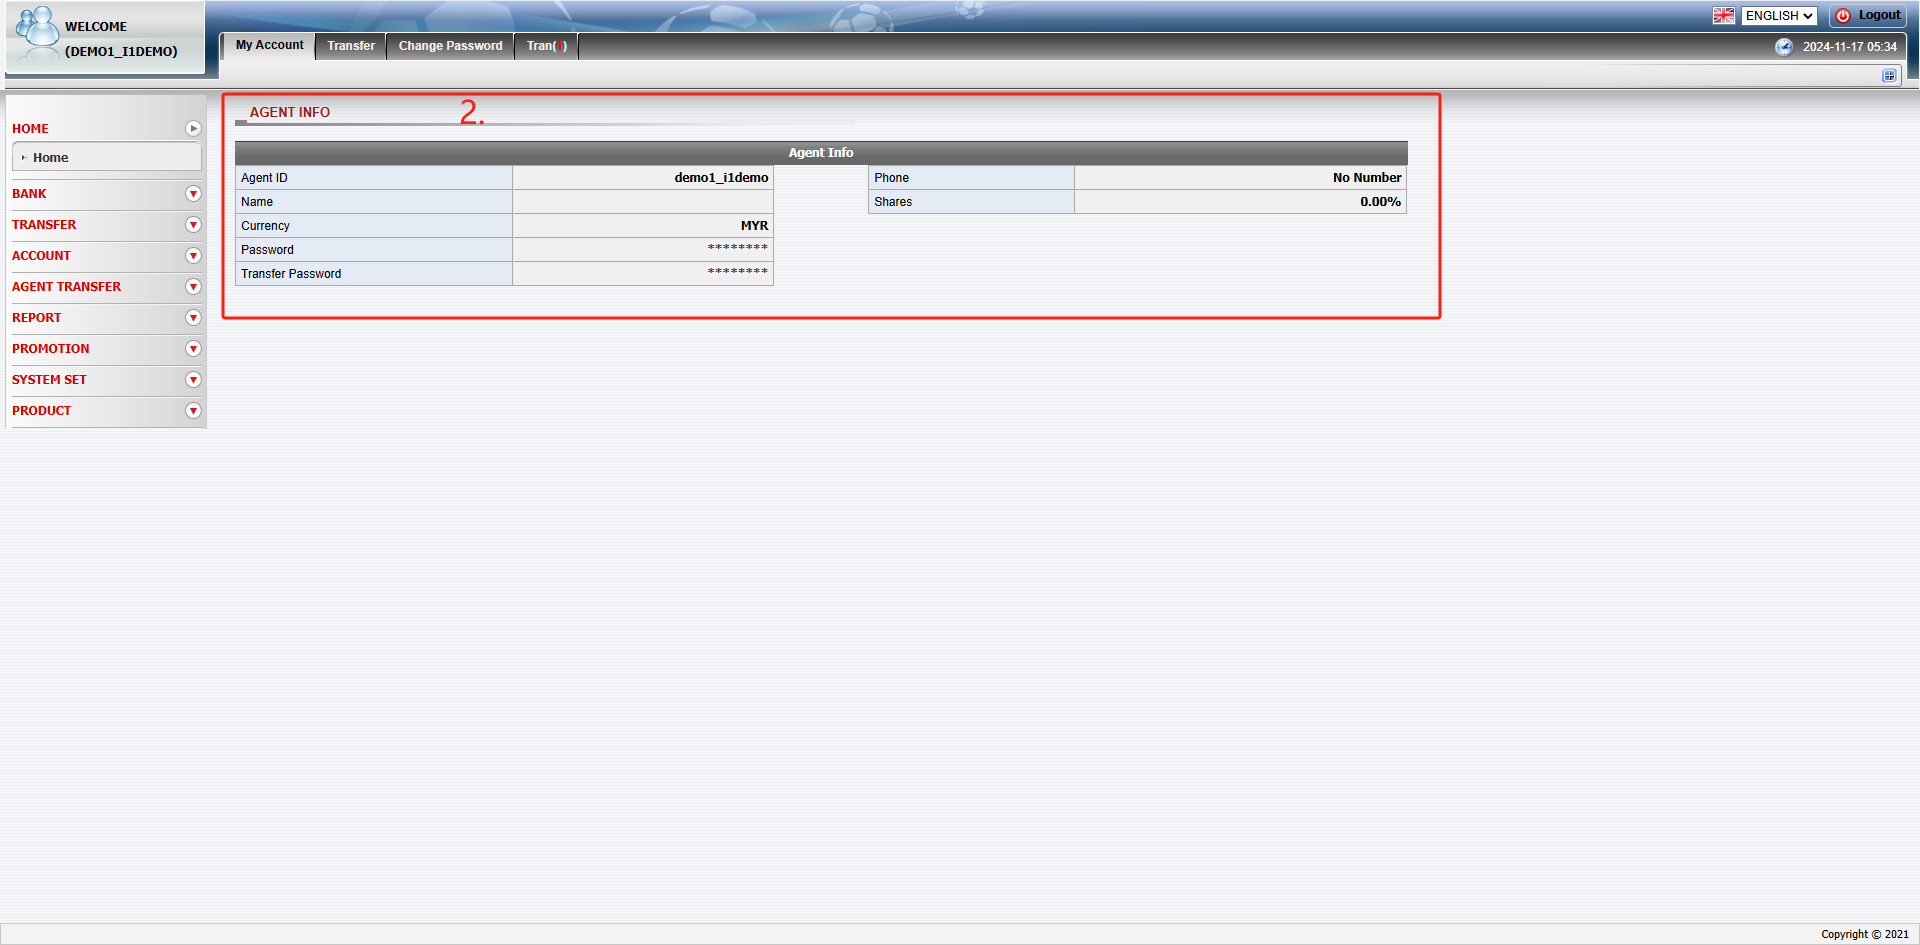 WELCOME
(DEMO1_I1DEMO)
ENGLISH
Logout
My Account
Transfer
Change Password
Tran( )
2024-11-17 05:34
HOME
Home
BANK
TRANSFER
ACCOUNT
AGENT TRANSFER
REPORT
PROMOTION
SYSTEM SET
PRODUCT
AGENT INFO
2.
Agent Info
Agent ID demo1_i1demo
Name
Currency MYR
Password ********
Transfer Password ********
Phone No Number
Shares 0.00%
Copyright © 2021